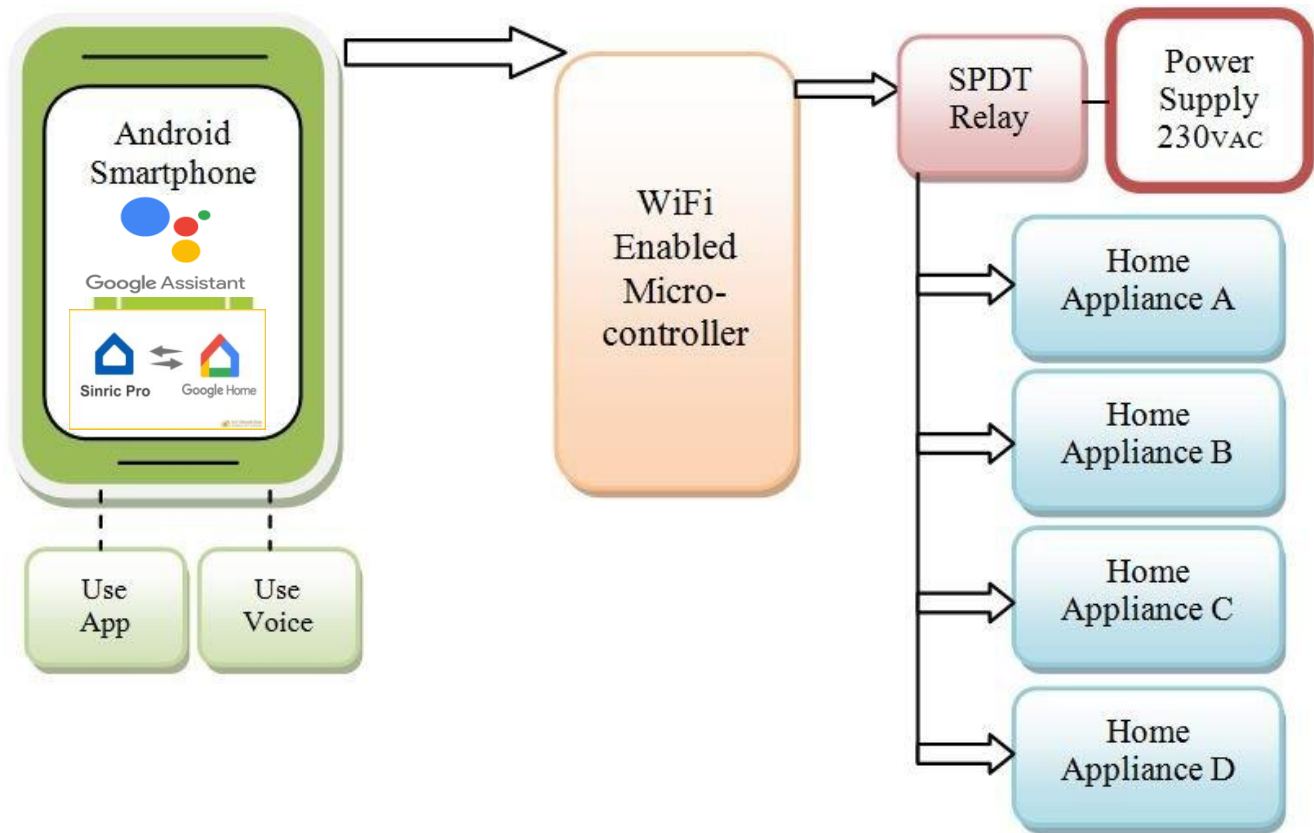 Android
Smartphone
Google Assistant
Sinric Pro
Google Home
Use
App
Use
Voice
WiFi
Enabled
Micro-
controller
SPDT
Relay
Power
Supply
230VAC
Home
Appliance A
Home
Appliance B
Home
Appliance C
Home
Appliance D